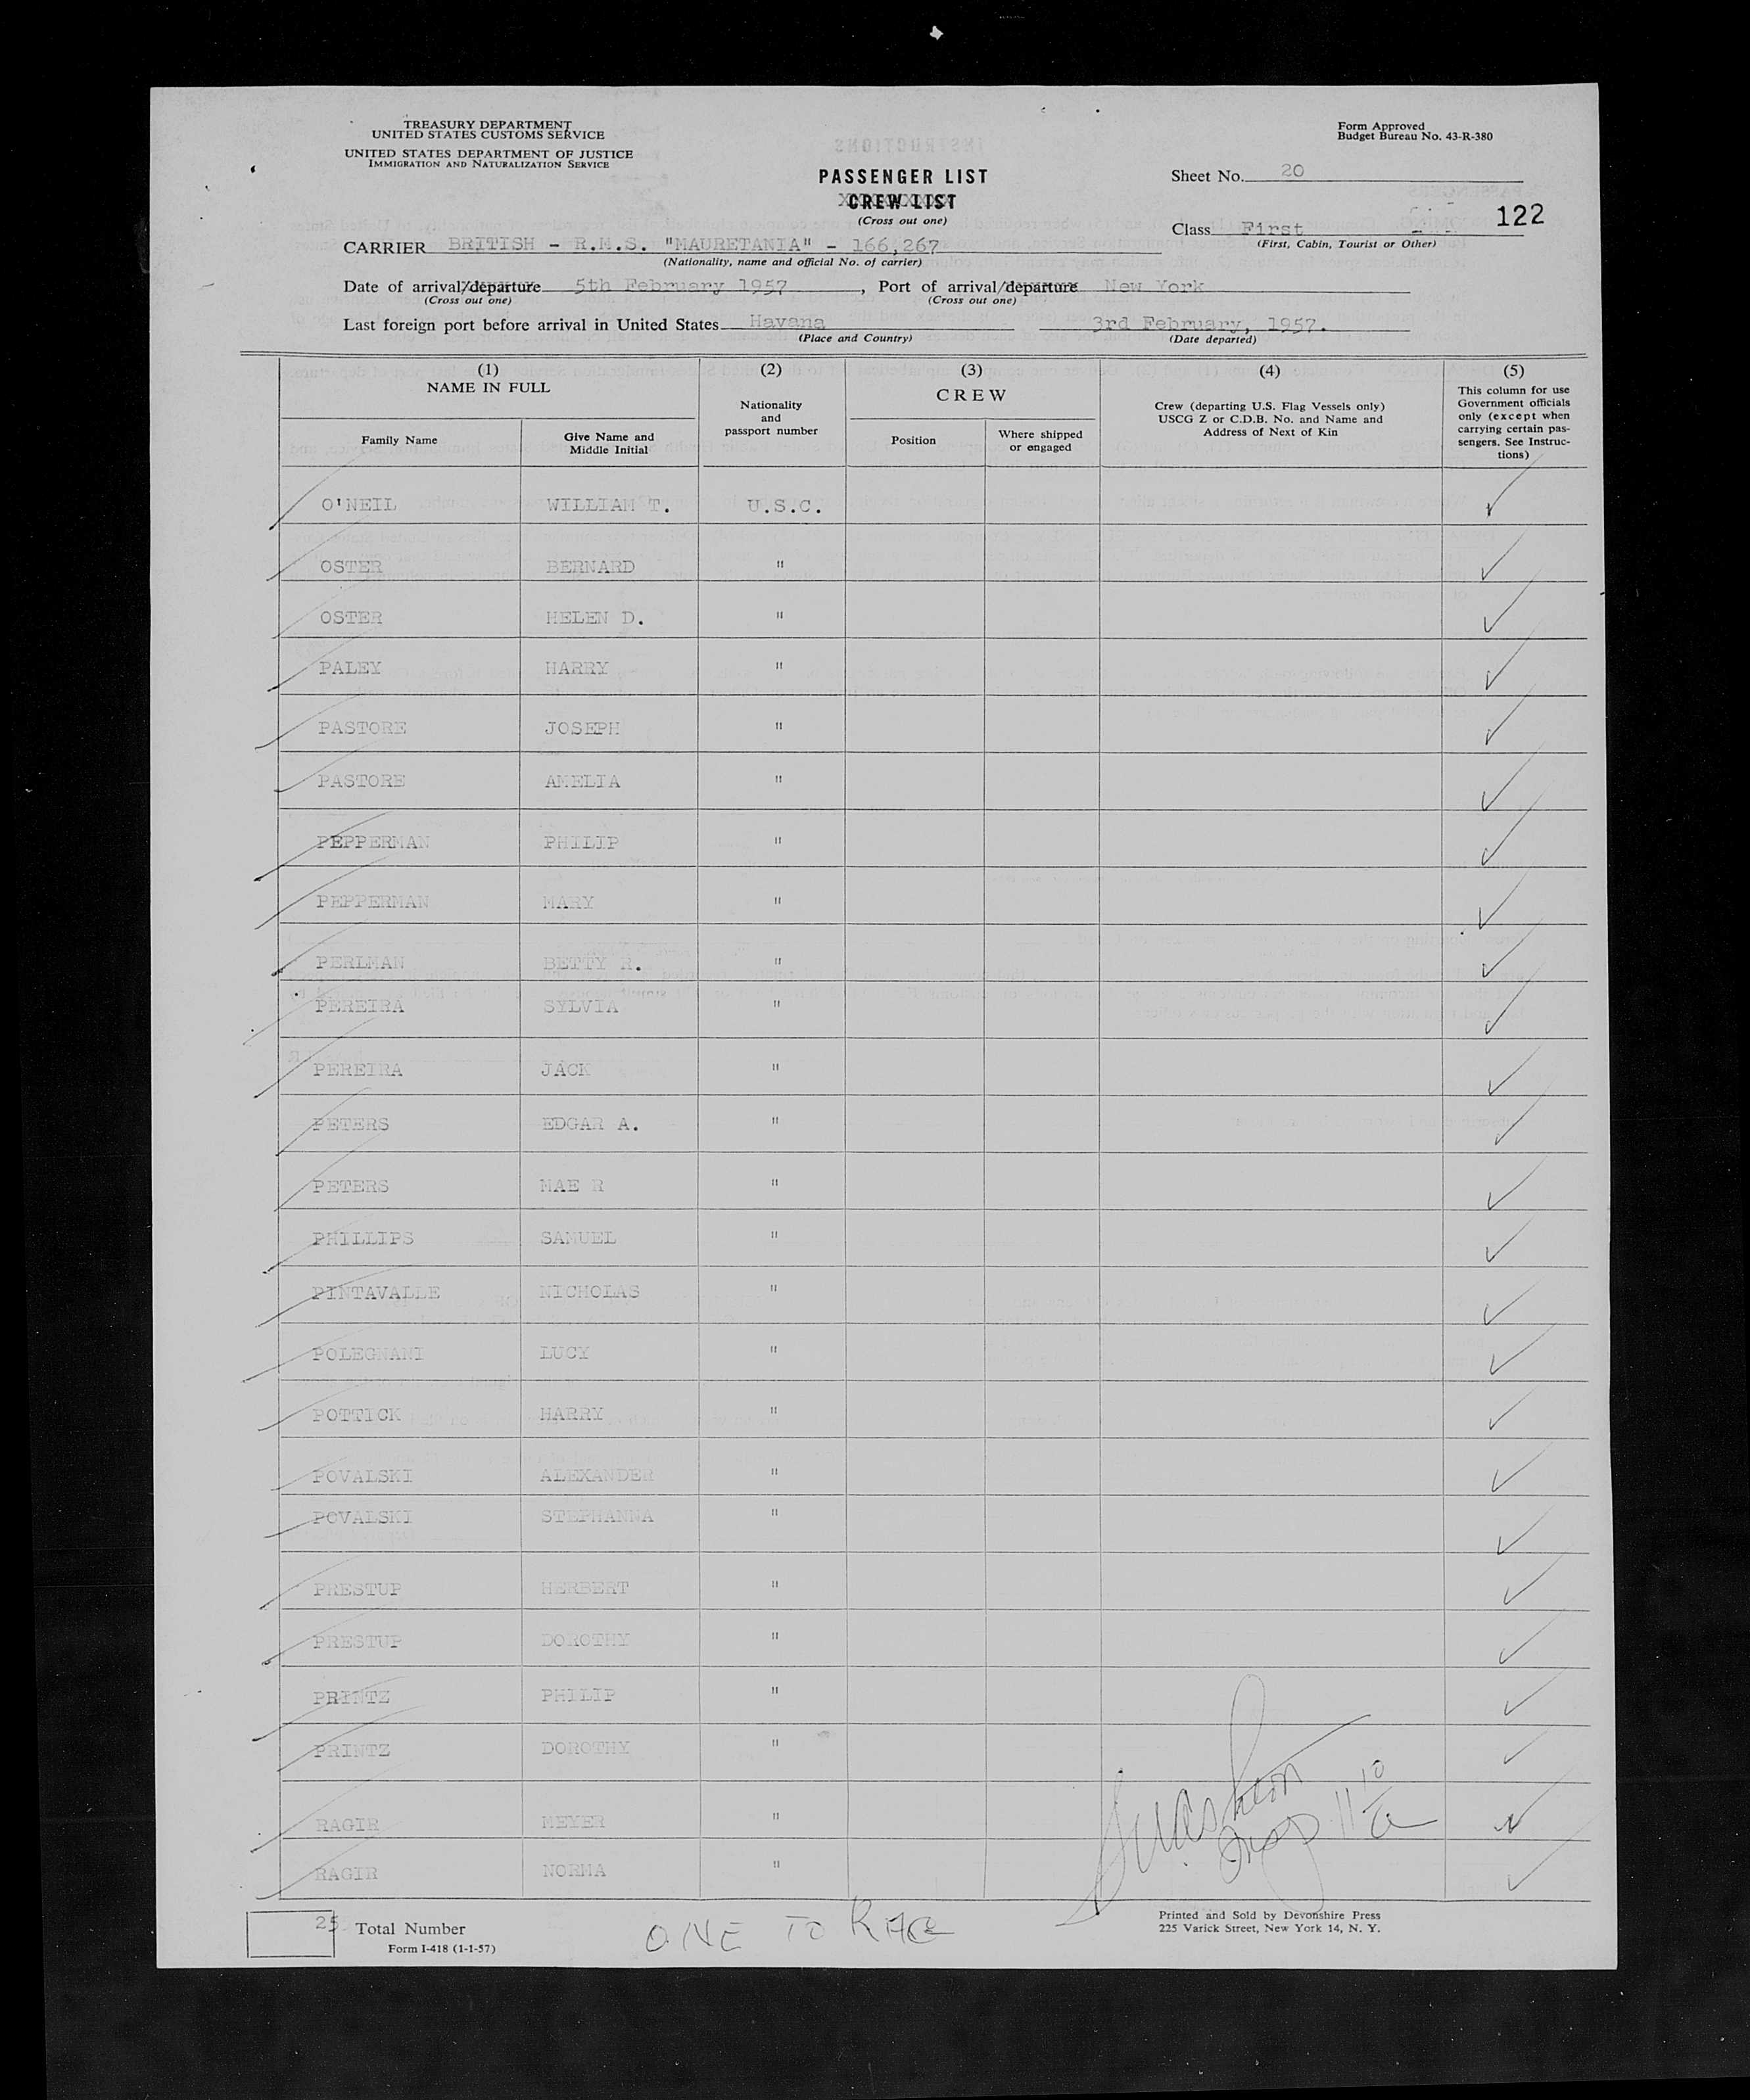 TREASURY DEPARTMENT
UNITED STATES CUSTOMS SERVICE
UNITED STATES DEPARTMENT OF JUSTICE
IMMIGRATION AND NATURALIZATION SERVICE
Form Approved
Budget Bureau No. 43-R-380
PASSENGER LIST
CREW LIST
(Cross out one)
Sheet No. 20
122
Class First
(First, Cabin, Tourist or Other)
CARRIER BRITISH - R.M.S. "MAURETANIA" - 166,267
(Nationality, name and official No. of carrier)
Date of arrival/departure 5th February 1957, Port of arrival/departure New York
(Cross out one) (Cross out one)
Last foreign port before arrival in United States Havana 3rd February, 1957.
(Place and Country) (Date departed)
(1) NAME IN FULL
Family Name
Give Name and Middle Initial
(2) Nationality and passport number
(3) CREW
Position
Where shipped or engaged
(4) Crew (departing U.S. Flag Vessels only)
USCG Z or C.D.B. No. and Name and
Address of Next of Kin
(5) This column for use
Government officials
only (except when
carrying certain pas-
sengers. See Instruc-
tions)
O'NEIL WILLIAM T. U.S.C.
OSTER BERNARD "
OSTER HELEN D. "
PALEY HARRY "
PASTORE JOSEPH "
PASTORE AMELIA "
PEPPERMAN PHILIP "
PEPPERMAN MARY "
PERLMAN BETTY R. "
PEREIRA SYLVIA "
PEREIRA JACK "
PETERS EDGAR A. "
PETERS MAE R "
PHILLIPS SAMUEL "
PINTAVALLE NICHOLAS "
POLEGNANI LUCY "
POTTICK HARRY "
POVALSKI ALEXANDER "
POVALSKI STEPHANNA "
PRESTUP HERBERT "
PRESTUP DOROTHY "
PRINTZ PHILIP "
PRINTZ DOROTHY "
RAGIR MEYER "
RAGIR NORMA "
25 Total Number
Form I-418 (1-1-57)
ONE TO
Printed and Sold by Devonshire Press
225 Varick Street, New York 14, N. Y.